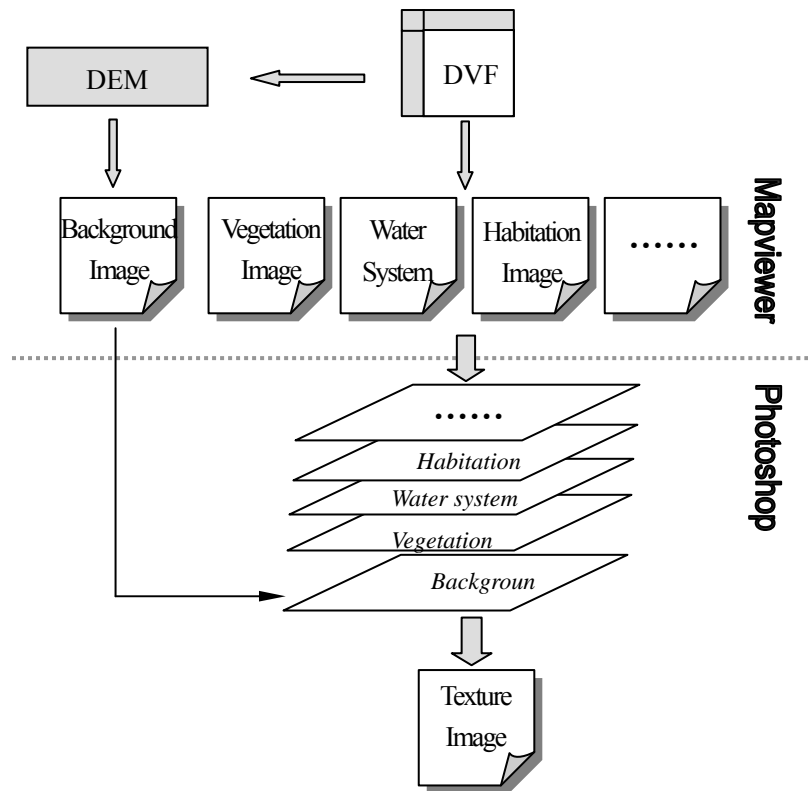 DEM
DVF
Background
Image
Vegetation
Image
Water
System
Habitation
Image
......
Mapviewer
......
Habitation
Water system
Vegetation
Backgroun
Photoshop
Texture
Image